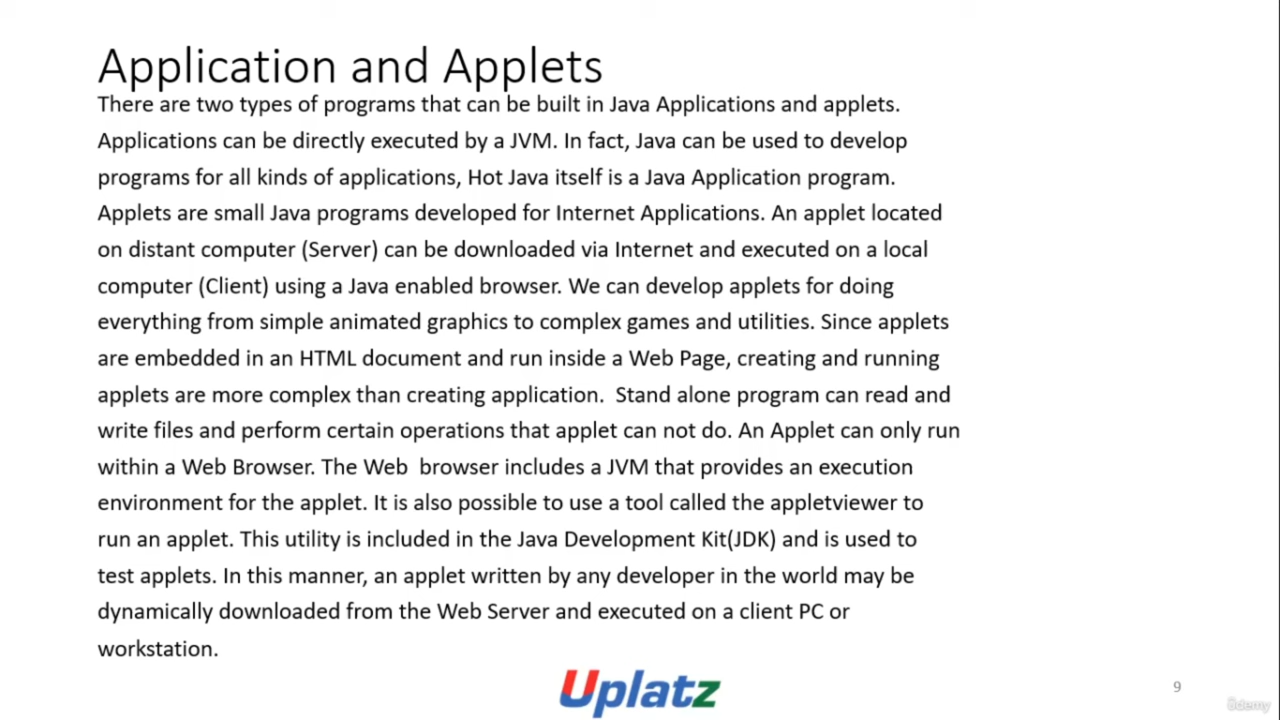 Application and Applets
There are two types of programs that can be built in Java Applications and applets.
Applications can be directly executed by a JVM. In fact, Java can be used to develop
programs for all kinds of applications, Hot Java itself is a Java Application program.
Applets are small Java programs developed for Internet Applications. An applet located
on distant computer (Server) can be downloaded via Internet and executed on a local
computer (Client) using a Java enabled browser. We can develop applets for doing
everything from simple animated graphics to complex games and utilities. Since applets
are embedded in an HTML document and run inside a Web Page, creating and running
applets are more complex than creating application.  Stand alone program can read and
write files and perform certain operations that applet can not do. An Applet can only run
within a Web Browser. The Web  browser includes a JVM that provides an execution
environment for the applet. It is also possible to use a tool called the appletviewer to
run an applet. This utility is included in the Java Development Kit(JDK) and is used to
test applets. In this manner, an applet written by any developer in the world may be
dynamically downloaded from the Web Server and executed on a client PC or
workstation.
Uplatz
9
ûdemy